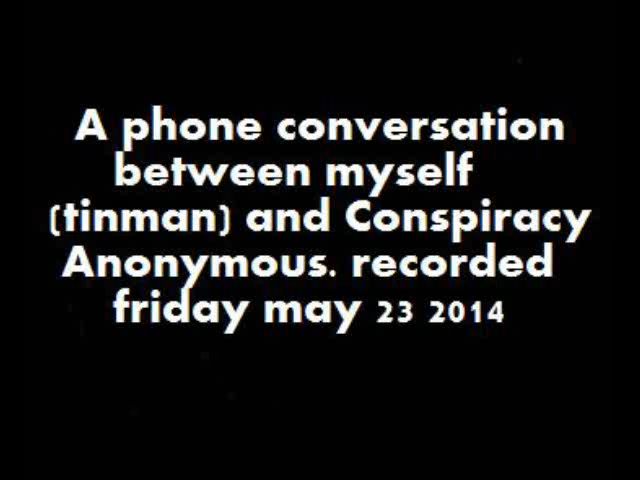 A phone conversation
between myself
(tinman) and Conspiracy
Anonymous. recorded
friday may 23 2014